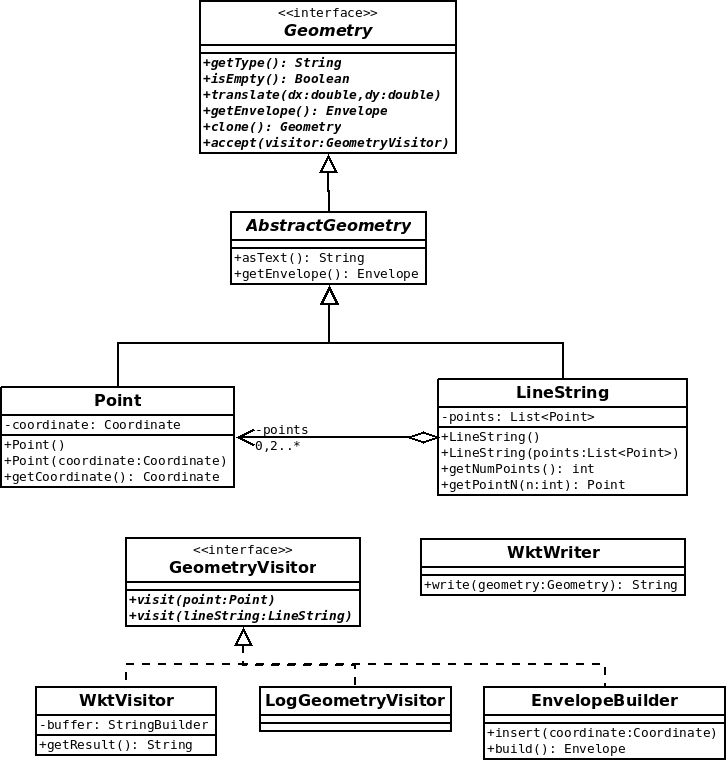 <<interface>>
Geometry
+getType(): String
+isEmpty(): Boolean
+translate(dx:double,dy:double)
+getEnvelope(): Envelope
+clone(): Geometry
+accept(visitor:GeometryVisitor)
AbstractGeometry
+asText(): String
+getEnvelope(): Envelope
Point
-coordinate: Coordinate
+Point()
+Point(coordinate:Coordinate)
+getCoordinate(): Coordinate
-points
0,2..*
LineString
-points: List<Point>
+LineString()
+LineString(points:List<Point>)
+getNumPoints(): int
+getPointN(n:int): Point
<<interface>>
GeometryVisitor
+visit(point:Point)
+visit(lineString:LineString)
WktWriter
+write(geometry:Geometry): String
WktVisitor
-buffer: StringBuilder
+getResult(): String
LogGeometryVisitor
EnvelopeBuilder
+insert(coordinate:Coordinate)
+build(): Envelope